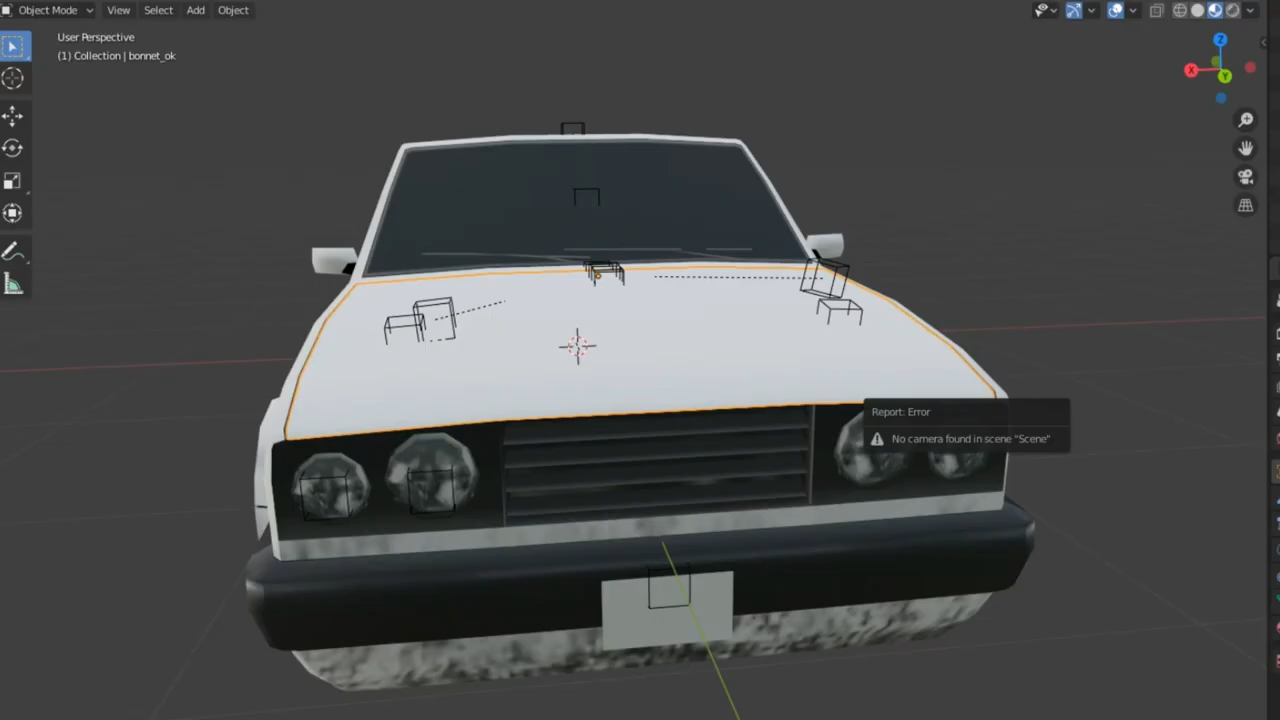 Object Mode View Select Add Object
User Perspective
(1) Collection | bonnet_ok
Z
X
Y
Report: Error
No camera found in scene "Scene"